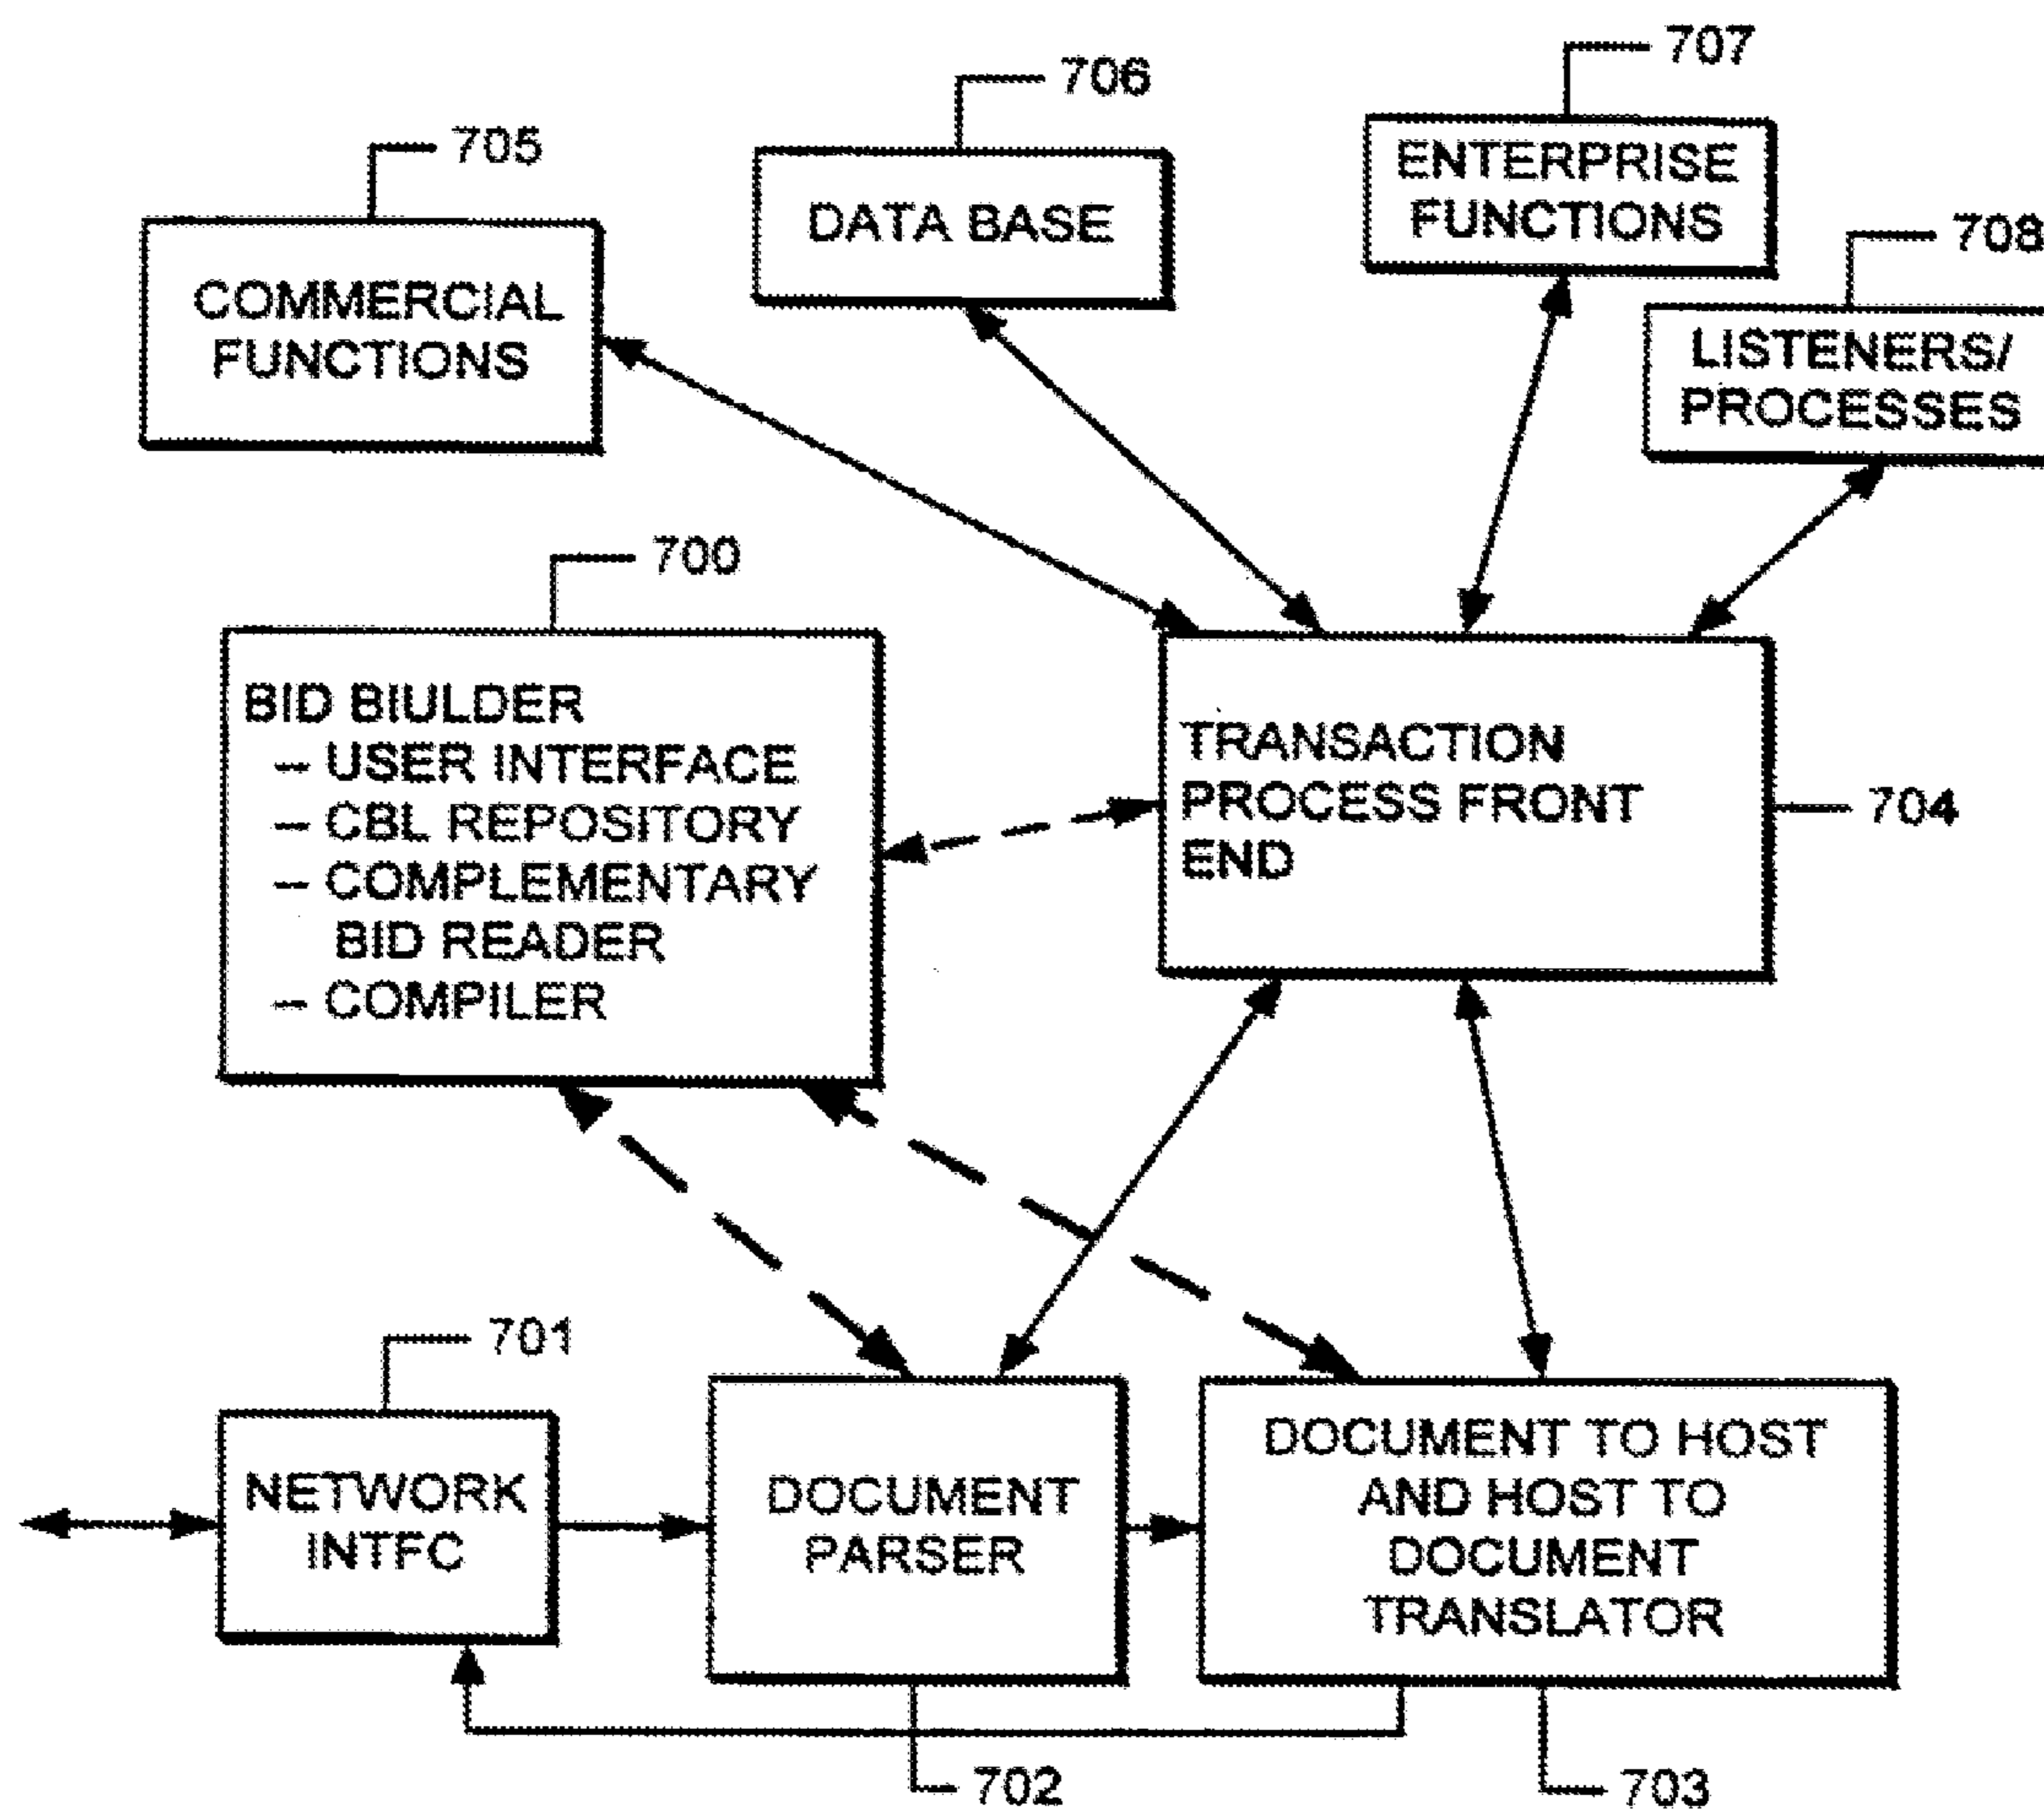 707
706
ENTERPRISE
FUNCTIONS
705
DATA BASE
708
COMMERCIAL
FUNCTIONS
LISTENERS/
PROCESSES
700
BID BIULDER
– USER INTERFACE
– CBL REPOSITORY
– COMPLEMENTARY
BID READER
– COMPILER
TRANSACTION
PROCESS FRONT
END
704
701
NETWORK
INTFC
DOCUMENT
PARSER
DOCUMENT TO HOST
AND HOST TO
DOCUMENT
TRANSLATOR
702
703